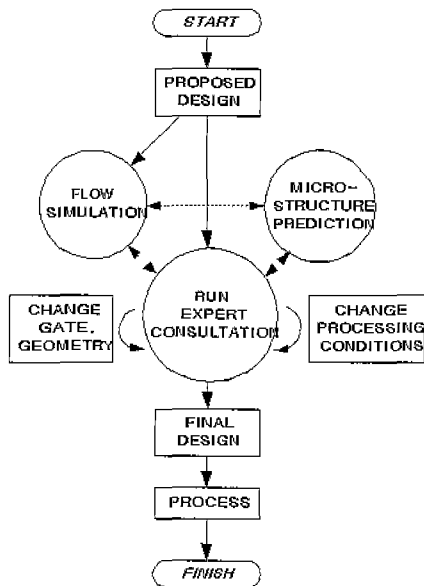 START
PROPOSED
DESIGN
FLOW
SIMULATION
MICRO-
STRUCTURE
PREDICTION
RUN
EXPERT
CONSULTATION
CHANGE
GATE,
GEOMETRY
CHANGE
PROCESSING
CONDITIONS
FINAL
DESIGN
PROCESS
FINISH